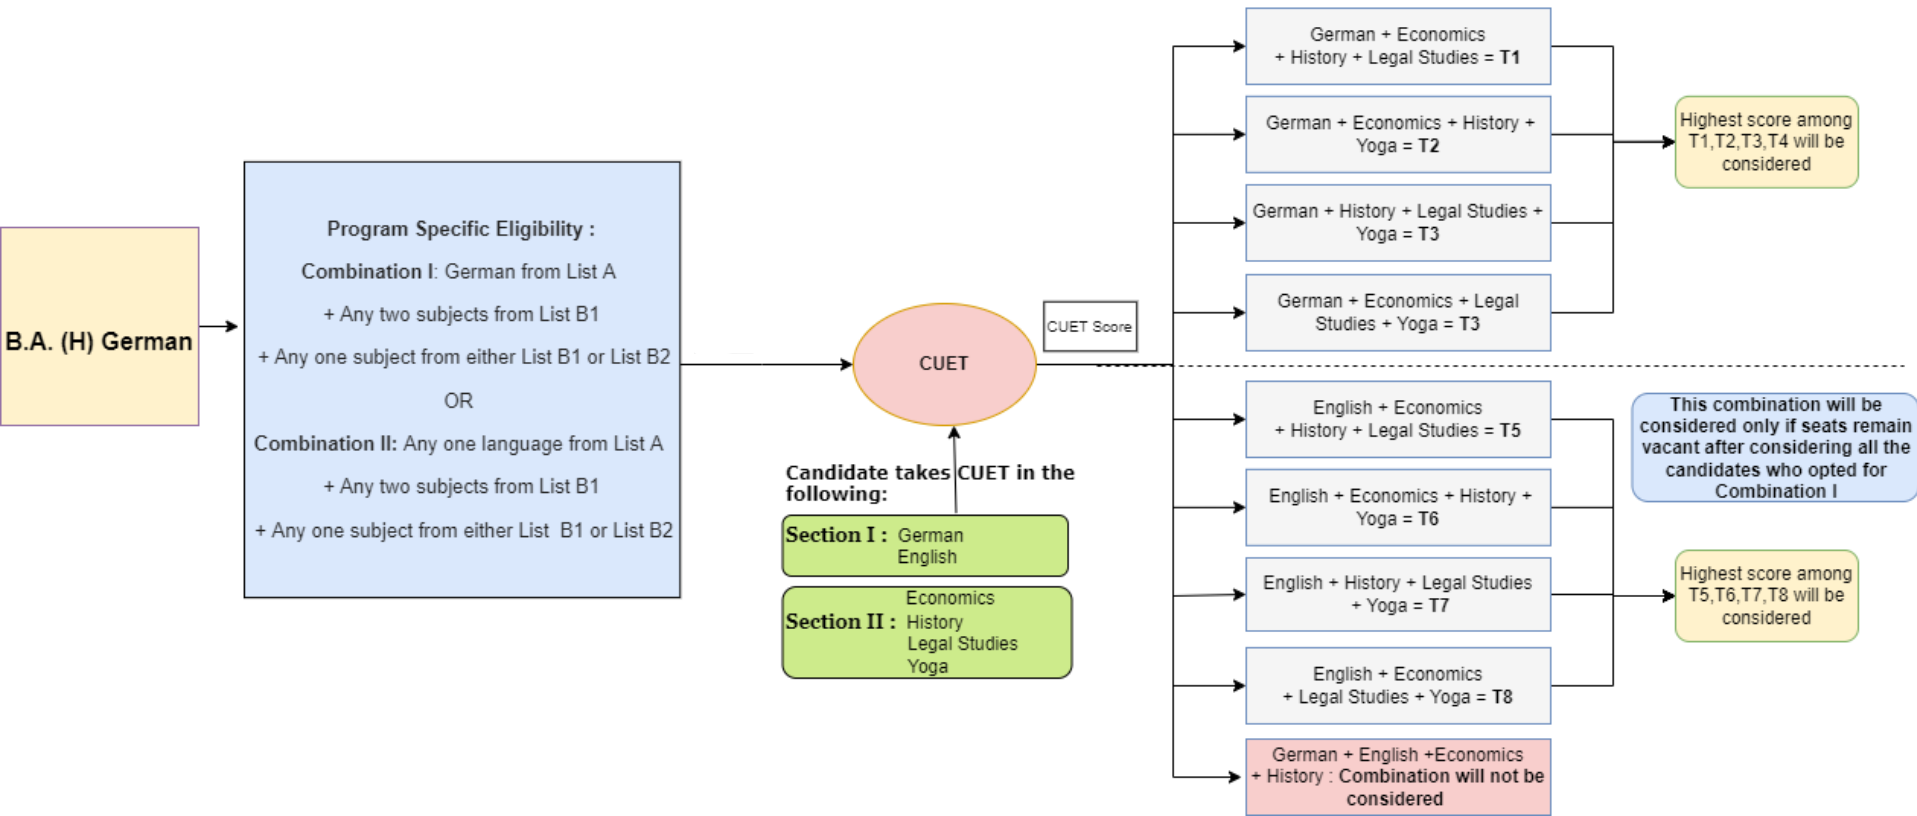 B.A. (H) German
Program Specific Eligibility :
Combination I: German from List A
+ Any two subjects from List B1
+ Any one subject from either List B1 or List B2
OR
Combination II: Any one language from List A
+ Any two subjects from List B1
+ Any one subject from either List B1 or List B2
CUET
CUET Score
Candidate takes CUET in the
following:
Section I : German
English
Economics
Section II : History
Legal Studies
Yoga
German + Economics
+ History + Legal Studies = T1
German + Economics + History +
Yoga = T2
German + History + Legal Studies +
Yoga = T3
German + Economics + Legal
Studies + Yoga = T3
Highest score among
T1,T2,T3,T4 will be
considered
English + Economics
+ History + Legal Studies = T5
English + Economics + History +
Yoga = T6
English + History + Legal Studies
+ Yoga = T7
English + Economics
+ Legal Studies + Yoga = T8
German + English +Economics
+ History : Combination will not be
considered
This combination will be
considered only if seats remain
vacant after considering all the
candidates who opted for
Combination I
Highest score among
T5,T6,T7,T8 will be
considered